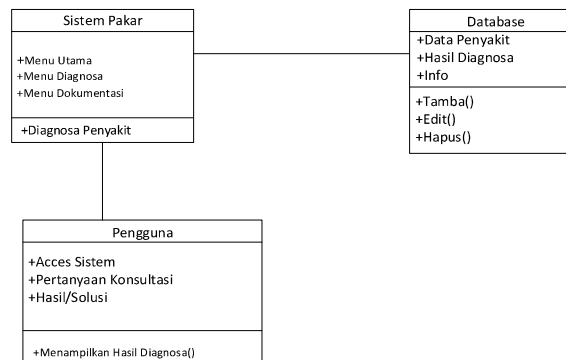 Sistem Pakar
+Menu Utama
+Menu Diagnosa
+Menu Dokumentasi
+Diagnosa Penyakit
Database
+Data Penyakit
+Hasil Diagnosa
+Info
+Tamba()
+Edit()
+Hapus()
Pengguna
+Acces Sistem
+Pertanyaan Konsultasi
+Hasil/Solusi
+Menampilkan Hasil Diagnosa()